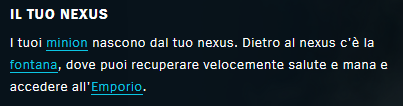 IL TUO NEXUS
I tuoi minion nascono dal tuo nexus. Dietro al nexus c'è la
fontana, dove puoi recuperare velocemente salute e mana e
accedere all'Emporio.